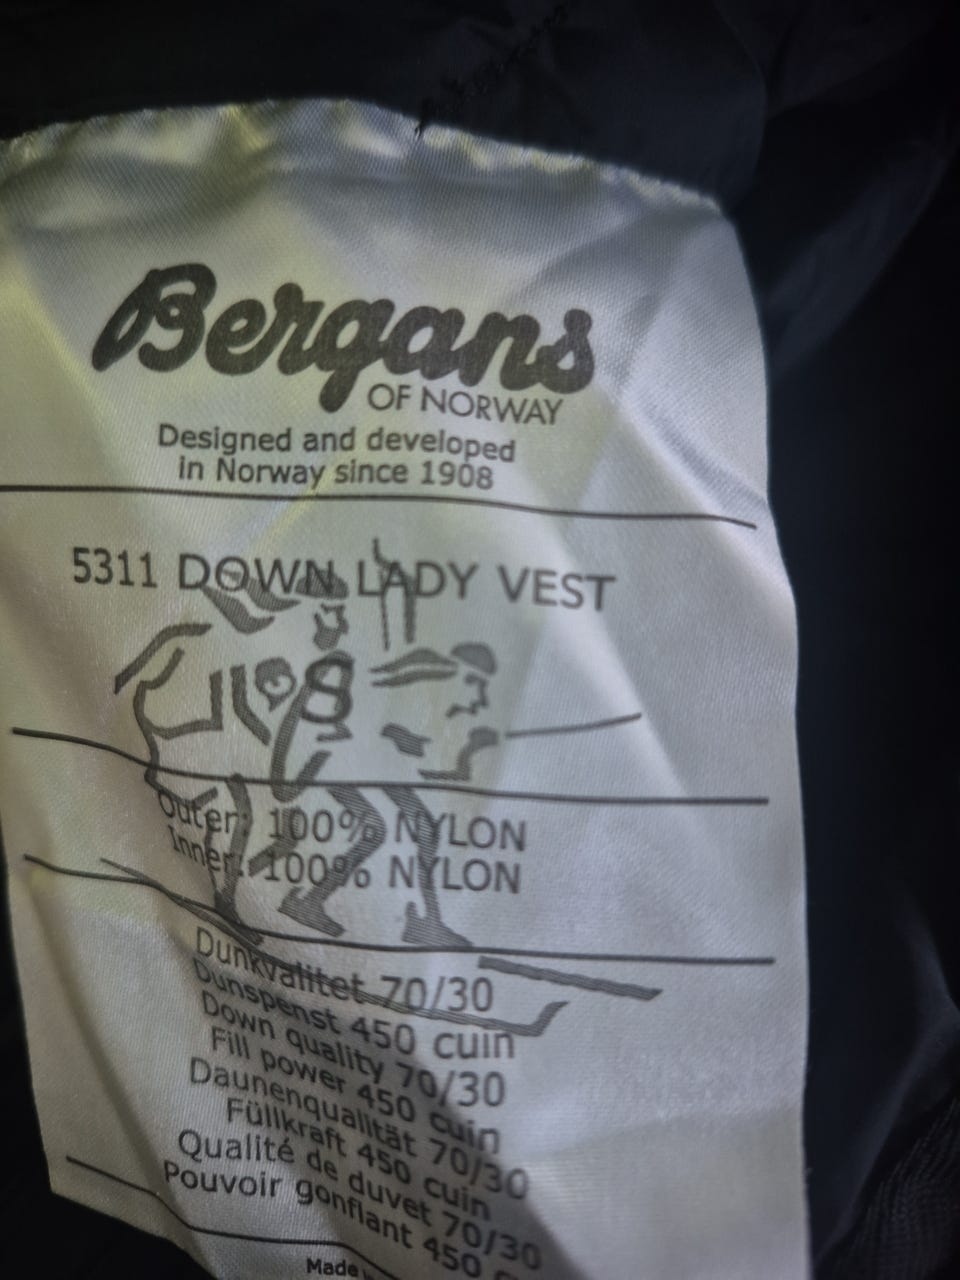 Bergans
OF NORWAY
Designed and developed
in Norway since 1908
5311 DOWN LADY VEST
Outer: 100% NYLON
Inner: 100% NYLON
Dunkvalitet 70/30
Dunspenst 450 cuin
Down quality 70/30
Fill power 450 cuin
Daunenqualität 70/30
Füllkraft 450 cuin
Qualité de duvet 70/30
Pouvoir gonflant 450
Made